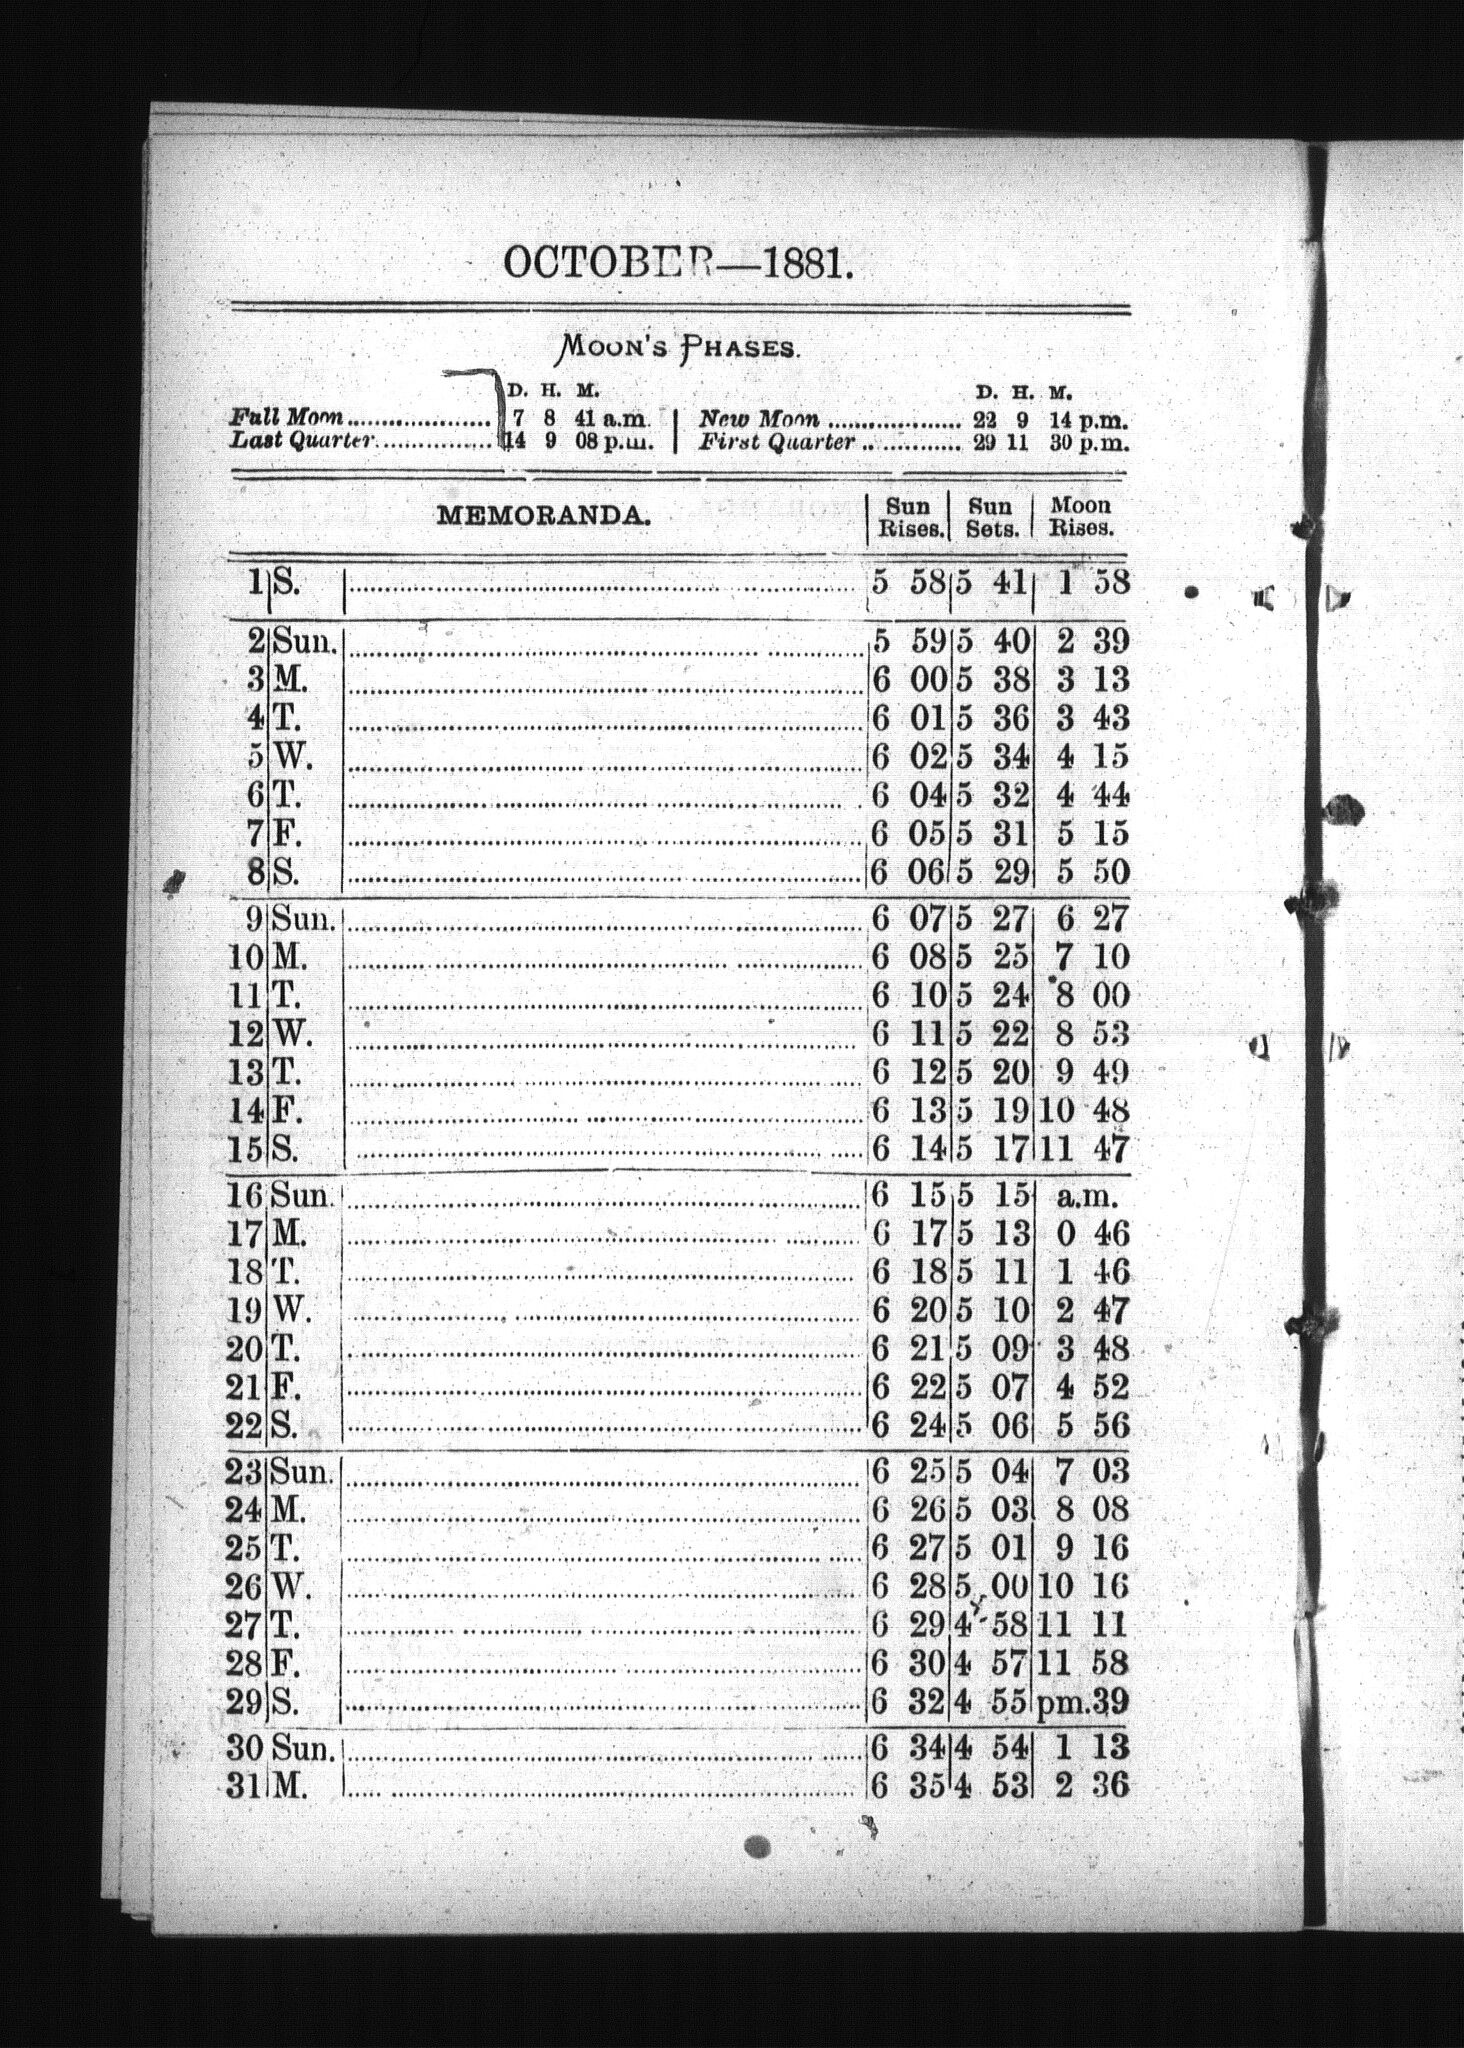 OCTOBER—1881.
MOON'S PHASES.
D. H. M.
Full Moon .................... 7 8 41 a.m.
Last Quarter ................ 14 9 08 p.m.
D. H. M.
New Moon ................... 22 9 14 p.m.
First Quarter .............. 29 11 30 p.m.
MEMORANDA. Sun Rises. Sun Sets. Moon Rises.
1 S. 5 58 5 41 1 58
2 Sun. 5 59 5 40 2 39
3 M. 6 00 5 38 3 13
4 T. 6 01 5 36 3 43
5 W. 6 02 5 34 4 15
6 T. 6 04 5 32 4 44
7 F. 6 05 5 31 5 15
8 S. 6 06 5 29 5 50
9 Sun. 6 07 5 27 6 27
10 M. 6 08 5 25 7 10
11 T. 6 10 5 24 8 00
12 W. 6 11 5 22 8 53
13 T. 6 12 5 20 9 49
14 F. 6 13 5 19 10 48
15 S. 6 14 5 17 11 47
16 Sun. 6 15 5 15 a.m.
17 M. 6 17 5 13 0 46
18 T. 6 18 5 11 1 46
19 W. 6 20 5 10 2 47
20 T. 6 21 5 09 3 48
21 F. 6 22 5 07 4 52
22 S. 6 24 5 06 5 56
23 Sun. 6 25 5 04 7 03
24 M. 6 26 5 03 8 08
25 T. 6 27 5 01 9 16
26 W. 6 28 5 00 10 16
27 T. 6 29 4 58 11 11
28 F. 6 30 4 57 11 58
29 S. 6 32 4 55 pm. 39
30 Sun. 6 34 4 54 1 13
31 M. 6 35 4 53 2 36